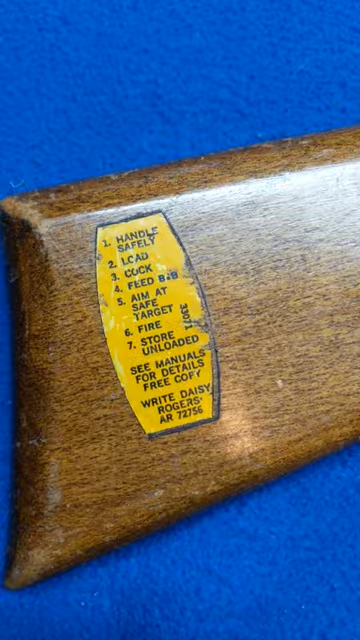 1. HANDLE
SAFELY
2. LOAD
3. COCK
4. FEED B•B
5. AIM AT
SAFE
TARGET
6. FIRE
7. STORE
UNLOADED
33071
SEE MANUALS
FOR DETAILS
FREE COPY
WRITE DAISY
ROGERS·
AR 72756